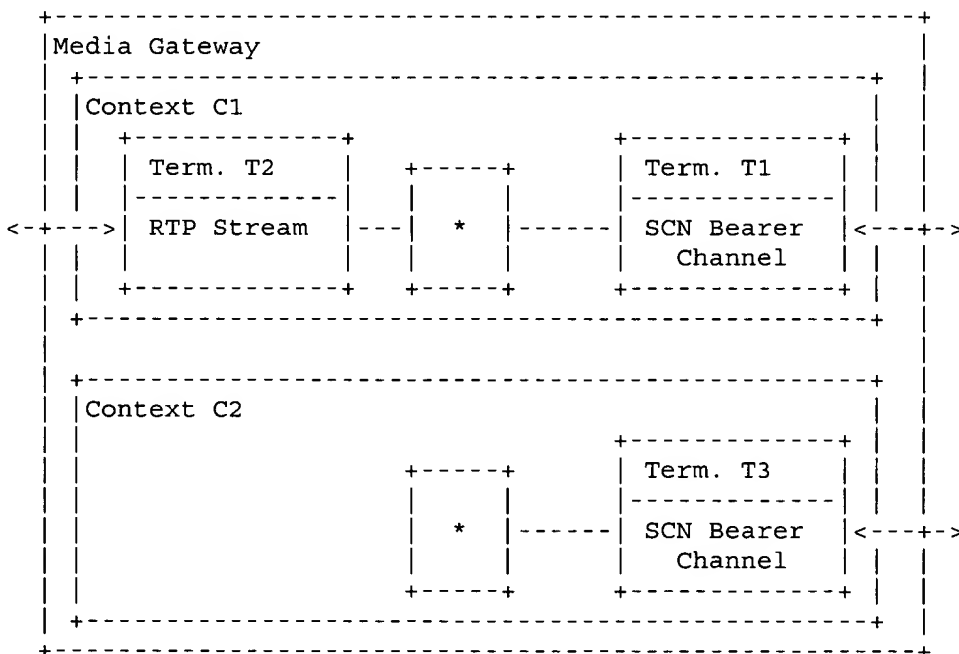 Media Gateway
Context C1
Term. T2
Term. T1
RTP Stream
*
SCN Bearer
Channel
Context C2
Term. T3
*
SCN Bearer
Channel